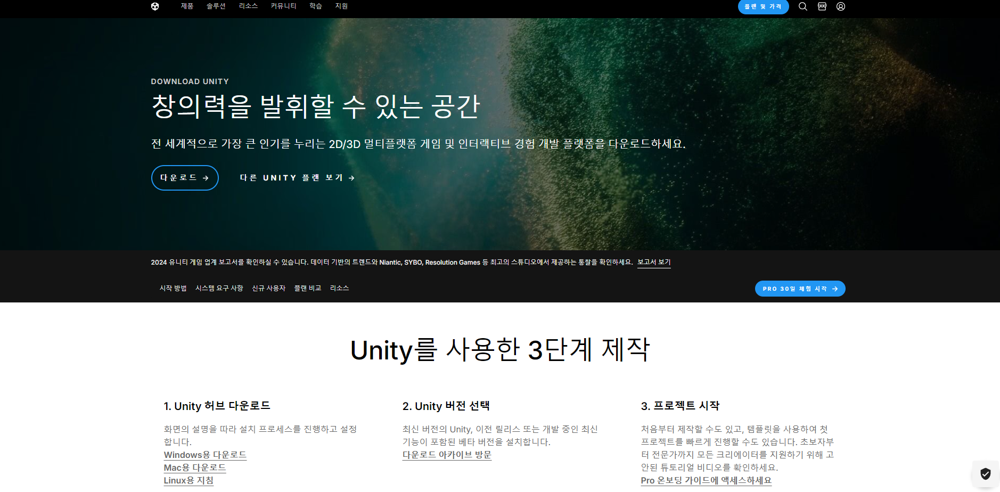 제품 솔루션 리소스 커뮤니티 학습 지원 플랜 및 가격
DOWNLOAD UNITY
창의력을 발휘할 수 있는 공간
전 세계적으로 가장 큰 인기를 누리는 2D/3D 멀티플랫폼 게임 및 인터랙티브 경험 개발 플랫폼을 다운로드하세요.
다운로드 → 다른 UNITY 플랜 보기 →
2024 유니티 게임 업계 보고서를 확인하실 수 있습니다. 데이터 기반의 트렌드와 Niantic, SYBO, Resolution Games 등 최고의 스튜디오에서 제공하는 통찰을 확인하세요. 보고서 보기
시작 방법 시스템 요구 사항 신규 사용자 플랜 비교 리소스 PRO 30일 체험 시작 →
Unity를 사용한 3단계 제작
1. Unity 허브 다운로드
화면의 설명을 따라 설치 프로세스를 진행하고 설정
합니다.
Windows용 다운로드
Mac용 다운로드
Linux용 지침
2. Unity 버전 선택
최신 버전의 Unity, 이전 릴리스 또는 개발 중인 최신
기능이 포함된 베타 버전을 설치합니다.
다운로드 아카이브 방문
3. 프로젝트 시작
처음부터 제작할 수도 있고, 템플릿을 사용하여 첫
프로젝트를 빠르게 진행할 수도 있습니다. 초보자부
터 전문가까지 모든 크리에이터를 지원하기 위해 고
안된 튜토리얼 비디오를 확인하세요.
Pro 온보딩 가이드에 액세스하세요